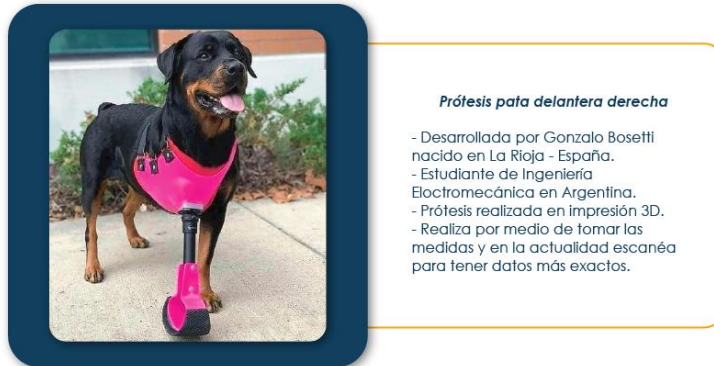 Prótesis pata delantera derecha
- Desarrollada por Gonzalo Bosetti
nacido en La Rioja - España.
- Estudiante de Ingeniería
Eloctromecánica en Argentina.
- Prótesis realizada en impresión 3D.
- Realiza por medio de tomar las
medidas y en la actualidad escanéa
para tener datos más exactos.